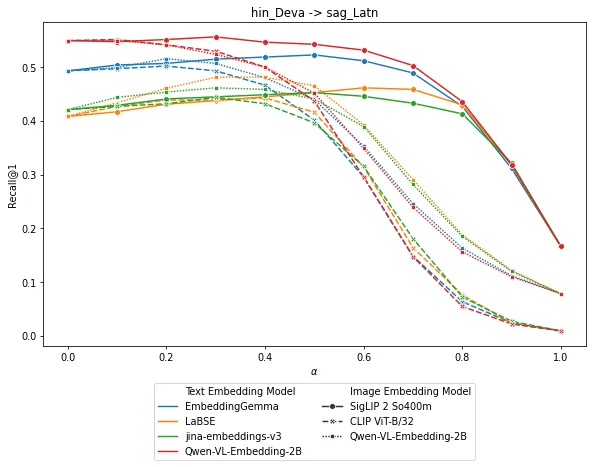 hin_Deva -> sag_Latn
Recall@1
0.5
0.4
0.3
0.2
0.1
0.0
0.0 0.2 0.4 0.6 0.8 1.0
α
Text Embedding Model
EmbeddingGemma
LaBSE
jina-embeddings-v3
Qwen-VL-Embedding-2B
Image Embedding Model
SigLIP 2 So400m
CLIP ViT-B/32
Qwen-VL-Embedding-2B